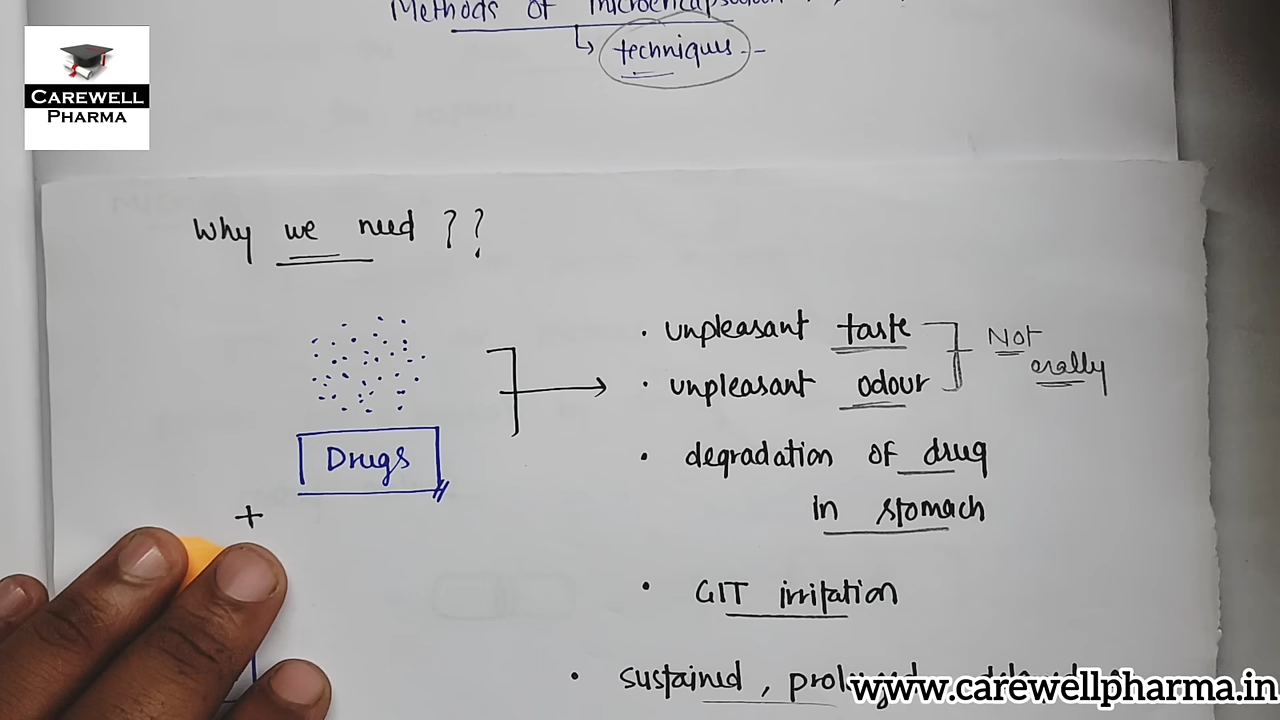 Methods of microencapsulation
↳ techniques --
CAREWELL
PHARMA
Why we need ??
• unpleasant taste
• unpleasant odour
Not
orally
Drugs
• degradation of drug
in stomach
+
• GIT irritation
• sustained,
www.carewellpharma.in